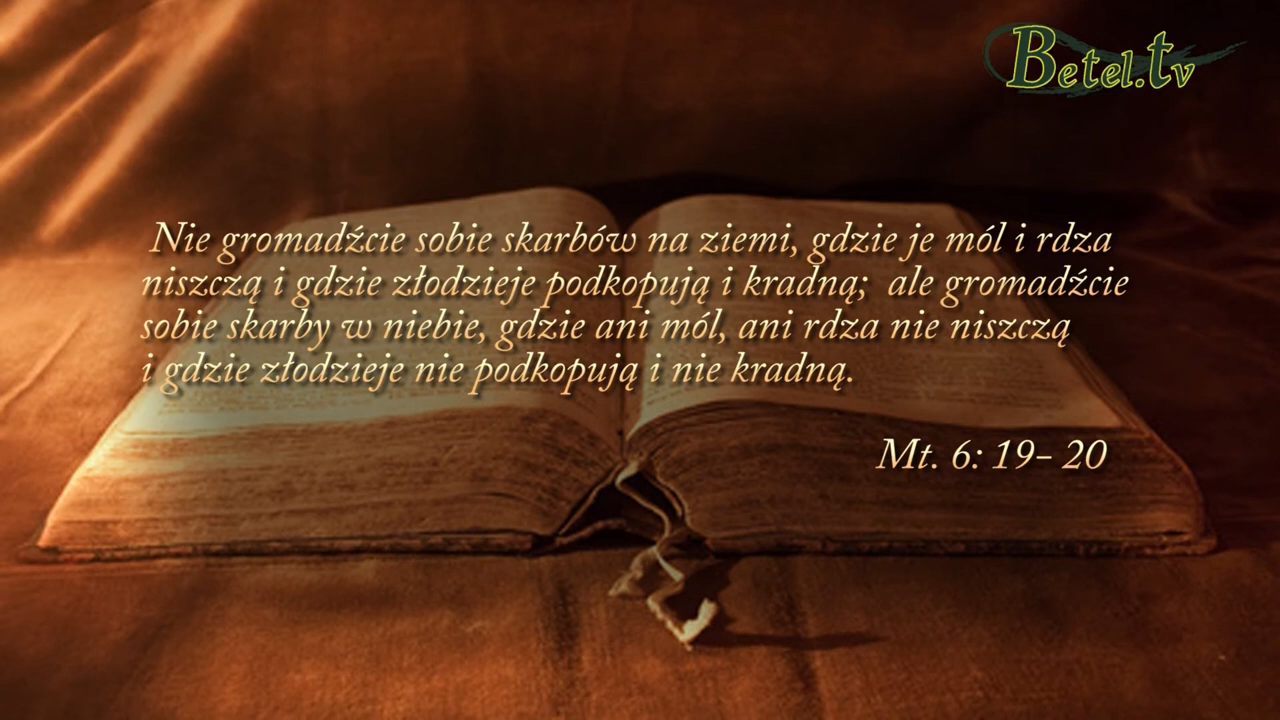 Betel.tv
Nie gromadźcie sobie skarbów na ziemi, gdzie je mól i rdza
niszczą i gdzie złodzieje podkopują i kradną; ale gromadźcie
sobie skarby w niebie, gdzie ani mól, ani rdza nie niszczą
i gdzie złodzieje nie podkopują i nie kradną.
Mt. 6: 19- 20